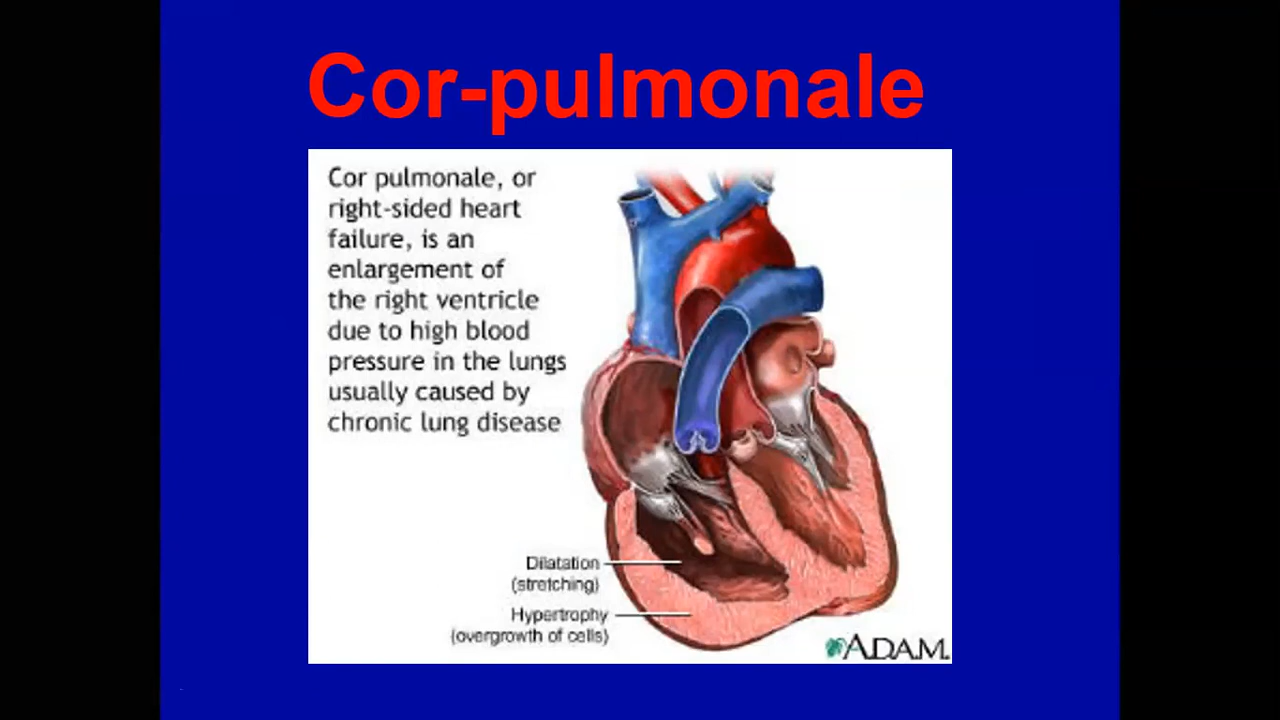 Cor-pulmonale
Cor pulmonale, or
right-sided heart
failure, is an
enlargement of
the right ventricle
due to high blood
pressure in the lungs
usually caused by
chronic lung disease
Dilatation
(stretching)
Hypertrophy
(overgrowth of cells)
A.D.A.M.